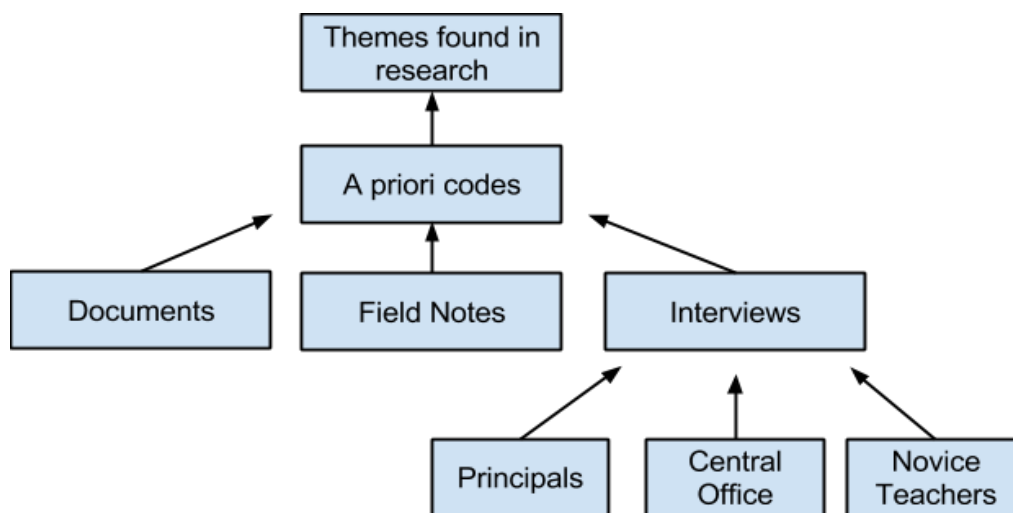 Themes found in
research
A priori codes
Documents
Field Notes
Interviews
Principals
Central
Office
Novice
Teachers